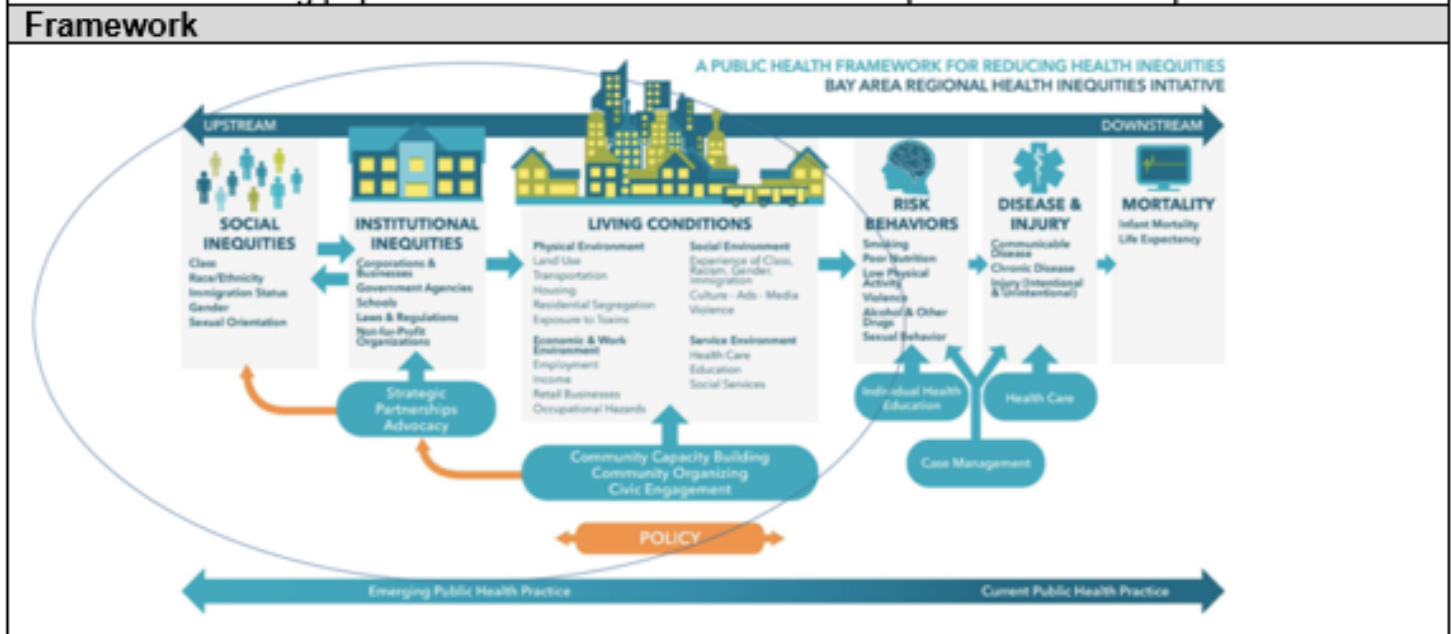 Framework
A PUBLIC HEALTH FRAMEWORK FOR REDUCING HEALTH INEQUITIES
BAY AREA REGIONAL HEALTH INEQUITIES INTIATIVE
UPSTREAM
DOWNSTREAM
SOCIAL
INEQUITIES
Class
Race/Ethnicity
Immigration Status
Gender
Sexual Orientation
INSTITUTIONAL
INEQUITIES
Corporations &
Businesses
Government Agencies
Schools
Laws & Regulations
Not-for-Profit
Organizations
LIVING CONDITIONS
Physical Environment
Land Use
Transportation
Housing
Residential Segregation
Exposure to Toxins
Economic & Work
Environment
Employment
Income
Retail Businesses
Occupational Hazards
Social Environment
Experience of Class,
Racism, Gender,
Immigration
Culture - Ads - Media
Violence
Service Environment
Health Care
Education
Social Services
RISK
BEHAVIORS
Smoking
Poor Nutrition
Low Physical
Activity
Violence
Alcohol & Other
Drugs
Sexual Behavior
DISEASE &
INJURY
Communicable
Disease
Chronic Disease
Injury (Intentional
& Unintentional)
MORTALITY
Infant Mortality
Life Expectancy
Strategic
Partnerships
Advocacy
Community Capacity Building
Community Organizing
Civic Engagement
Individual Health
Education
Health Care
Case Management
POLICY
Emerging Public Health Practice
Current Public Health Practice